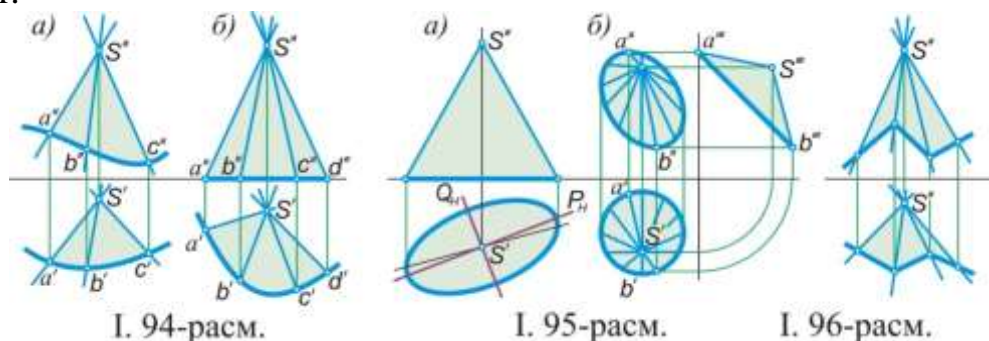 а) S" б) S" а) S" б) a" a‴ S‴ S"
a" b" c" a" b" c" d" b" b‴
S' S' Q_H P_H a' S"
a' b' c' a' b' c' d' S' S' b'
I. 94-расм. I. 95-расм. I. 96-расм.